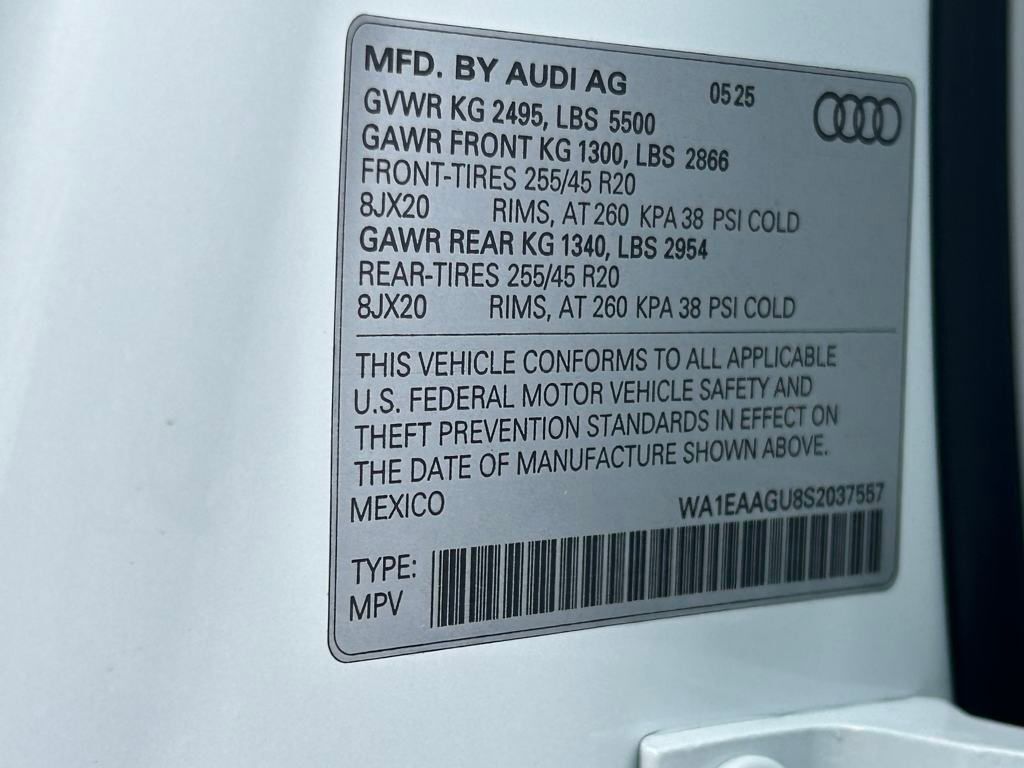 MFD. BY AUDI AG 05 25
GVWR KG 2495, LBS 5500
GAWR FRONT KG 1300, LBS 2866
FRONT-TIRES 255/45 R20
8JX20 RIMS, AT 260 KPA 38 PSI COLD
GAWR REAR KG 1340, LBS 2954
REAR-TIRES 255/45 R20
8JX20 RIMS, AT 260 KPA 38 PSI COLD
THIS VEHICLE CONFORMS TO ALL APPLICABLE
U.S. FEDERAL MOTOR VEHICLE SAFETY AND
THEFT PREVENTION STANDARDS IN EFFECT ON
THE DATE OF MANUFACTURE SHOWN ABOVE.
MEXICO WA1EAAGU8S2037557
TYPE:
MPV